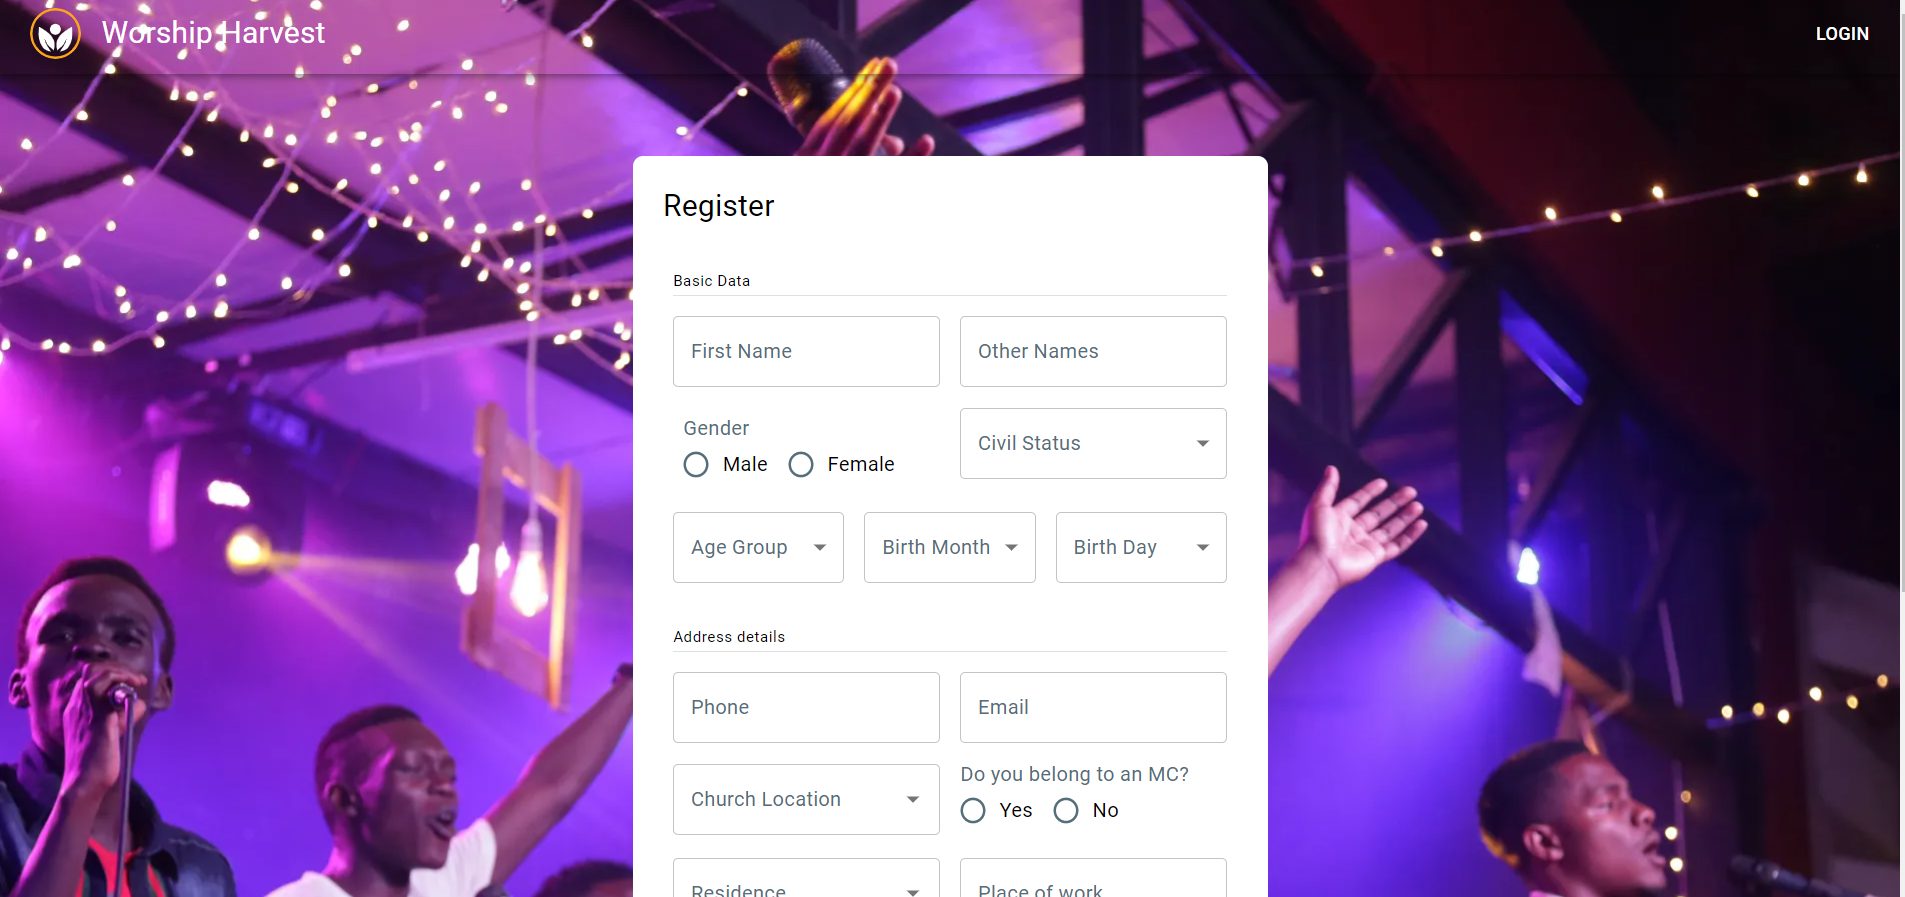 Worship Harvest
LOGIN
Register
Basic Data
First Name
Other Names
Gender
Male
Female
Civil Status
Age Group
Birth Month
Birth Day
Address details
Phone
Email
Church Location
Do you belong to an MC?
Yes
No
Residence
Place of work